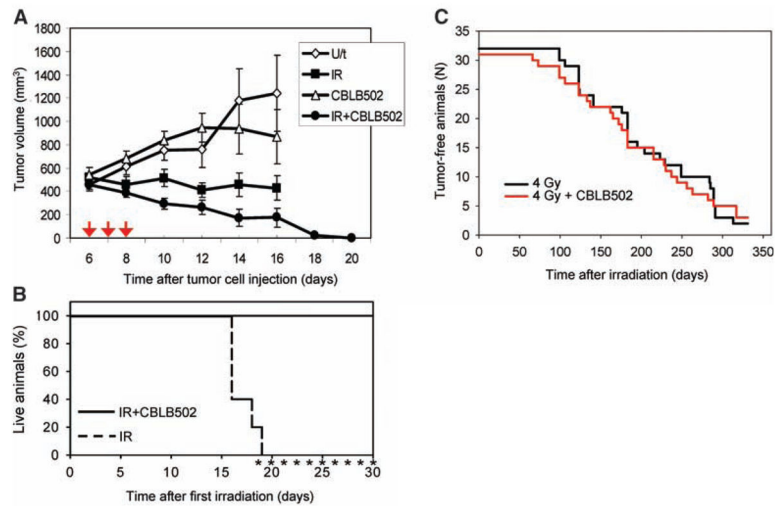 A
Tumor volume (mm³)
1800
1600
1400
1200
1000
800
600
400
200
0
6 8 10 12 14 16 18 20
Time after tumor cell injection (days)
U/t
IR
CBLB502
IR+CBLB502
B
Live animals (%)
100
80
60
40
20
0
IR+CBLB502
IR
* * * * * * * * * *
0 5 10 15 20 25 30
Time after first irradiation (days)
C
Tumor-free animals (N)
35
30
25
20
15
10
5
0
4 Gy
4 Gy + CBLB502
0 50 100 150 200 250 300 350
Time after irradiation (days)